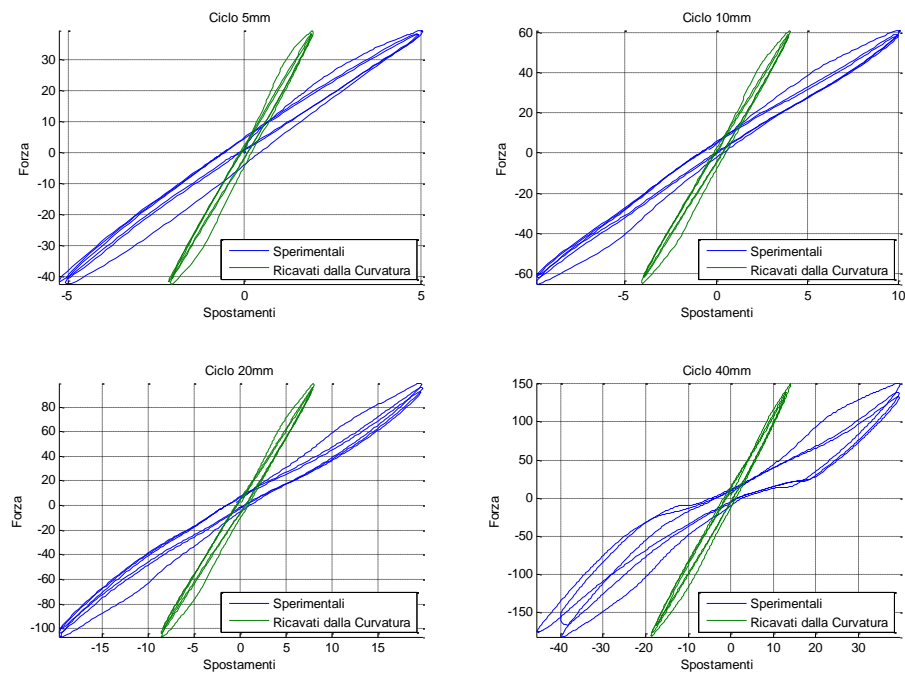 Ciclo 5mm
30
20
10
0
-10
-20
-30
-40
Forza
-5
0
5
Spostamenti
Sperimentali
Ricavati dalla Curvatura
Ciclo 10mm
60
40
20
0
-20
-40
-60
Forza
-5
0
5
10
Spostamenti
Sperimentali
Ricavati dalla Curvatura
Ciclo 20mm
80
60
40
20
0
-20
-40
-60
-80
-100
Forza
-15
-10
-5
0
5
10
15
Spostamenti
Sperimentali
Ricavati dalla Curvatura
Ciclo 40mm
150
100
50
0
-50
-100
-150
Forza
-40
-30
-20
-10
0
10
20
30
Spostamenti
Sperimentali
Ricavati dalla Curvatura